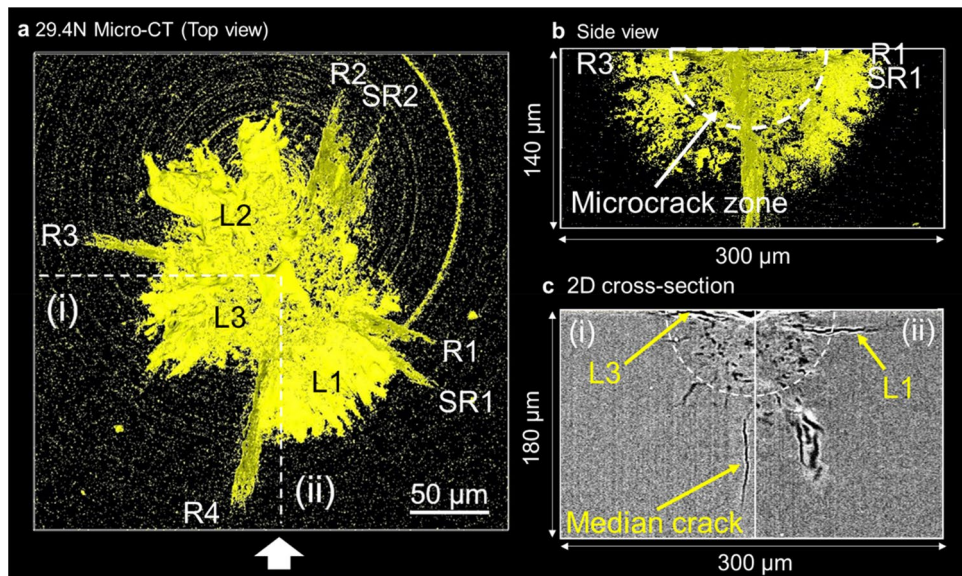 a 29.4N Micro-CT (Top view)
R2
SR2
L2
R3
(i)
L3
R1
L1
SR1
(ii)
R4
50 μm
b Side view
R3
R1
SR1
140 μm
Microcrack zone
300 μm
c 2D cross-section
(i)
(ii)
L3
L1
180 μm
Median crack
300 μm